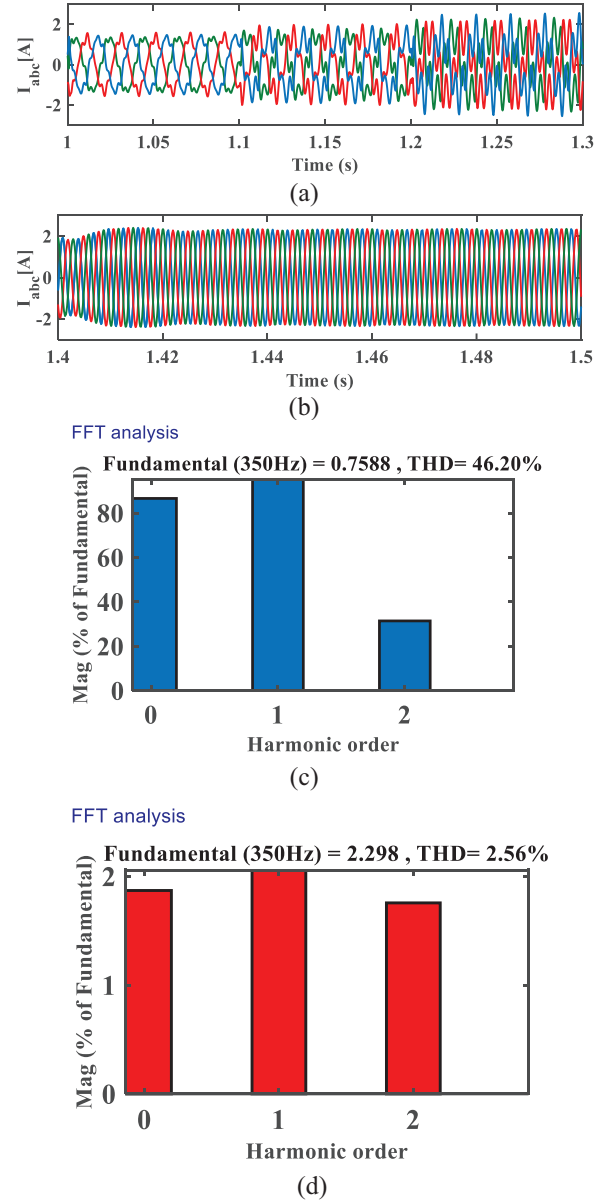 I_abc[A]
2
0
-2
1 1.05 1.1 1.15 1.2 1.25 1.3
Time (s)
(a)
I_abc[A]
2
0
-2
1.4 1.42 1.44 1.46 1.48 1.5
Time (s)
(b)
FFT analysis
Fundamental (350Hz) = 0.7588 , THD= 46.20%
Mag (% of Fundamental)
80
60
40
20
0
0 1 2
Harmonic order
(c)
FFT analysis
Fundamental (350Hz) = 2.298 , THD= 2.56%
Mag (% of Fundamental)
2
1
0
0 1 2
Harmonic order
(d)